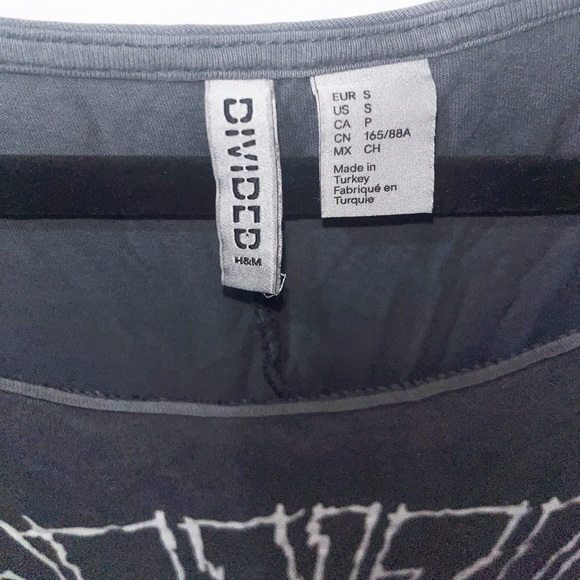 DIVIDED
H&M
EUR S
US S
CA P
CN 165/88A
MX CH
Made in
Turkey
Fabriqué en
Turquie